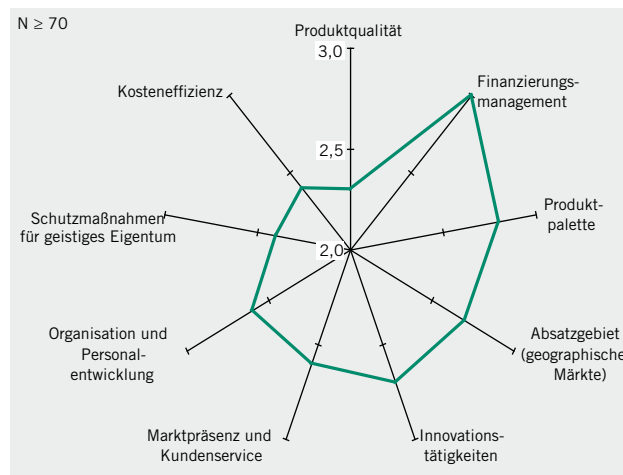 N ≥ 70
Produktqualität
3,0
2,5
2,0
Finanzierungs-
management
Produkt-
palette
Absatzgebiet
(geographische
Märkte)
Innovations-
tätigkeiten
Marktpräsenz und
Kundenservice
Organisation und
Personal-
entwicklung
Schutzmaßnahmen
für geistiges Eigentum
Kosteneffizienz